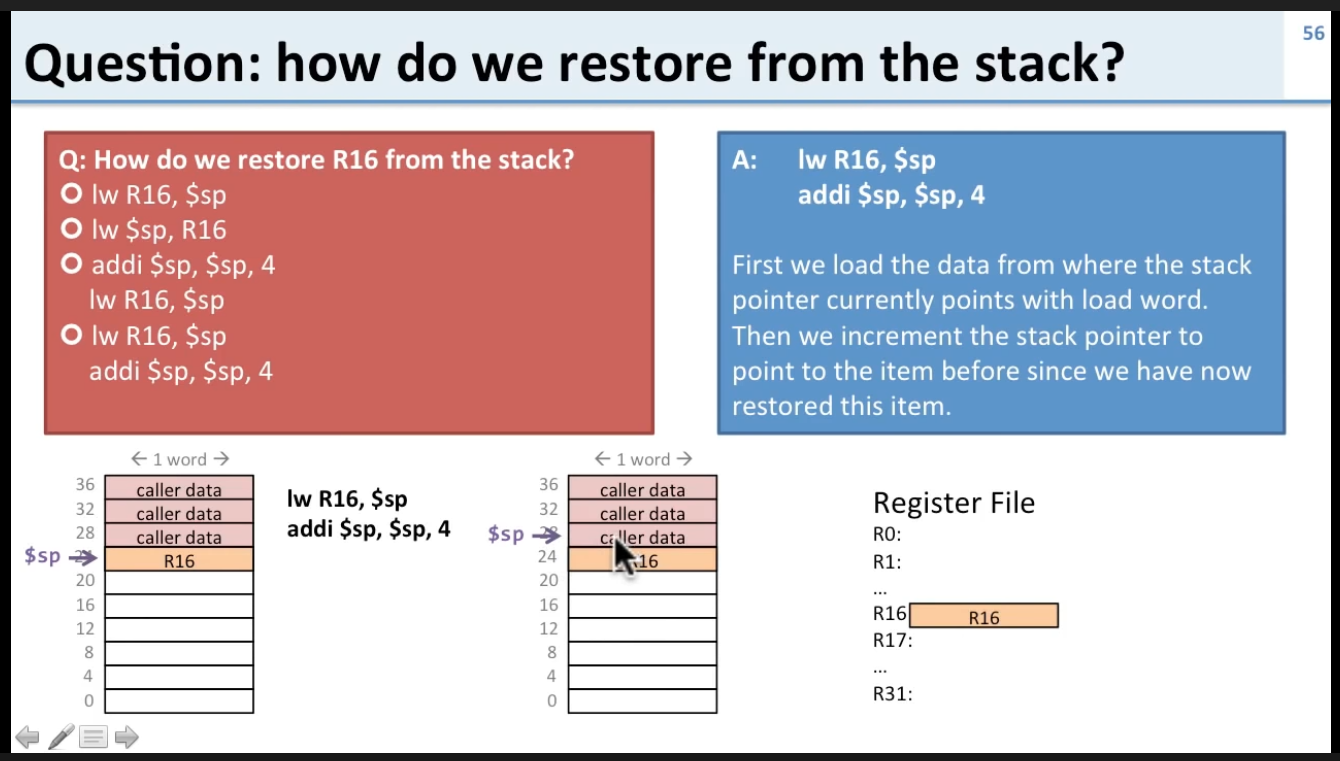 56
Question: how do we restore from the stack?
Q: How do we restore R16 from the stack?
lw R16, $sp
lw $sp, R16
addi $sp, $sp, 4
lw R16, $sp
lw R16, $sp
addi $sp, $sp, 4
A: lw R16, $sp
addi $sp, $sp, 4
First we load the data from where the stack
pointer currently points with load word.
Then we increment the stack pointer to
point to the item before since we have now
restored this item.
← 1 word →
36 caller data
32 caller data
28 caller data
$sp → 24 R16
20
16
12
8
4
0
lw R16, $sp
addi $sp, $sp, 4
← 1 word →
36 caller data
32 caller data
$sp → 28 caller data
24 R16
20
16
12
8
4
0
Register File
R0:
R1:
...
R16 R16
R17:
...
R31: